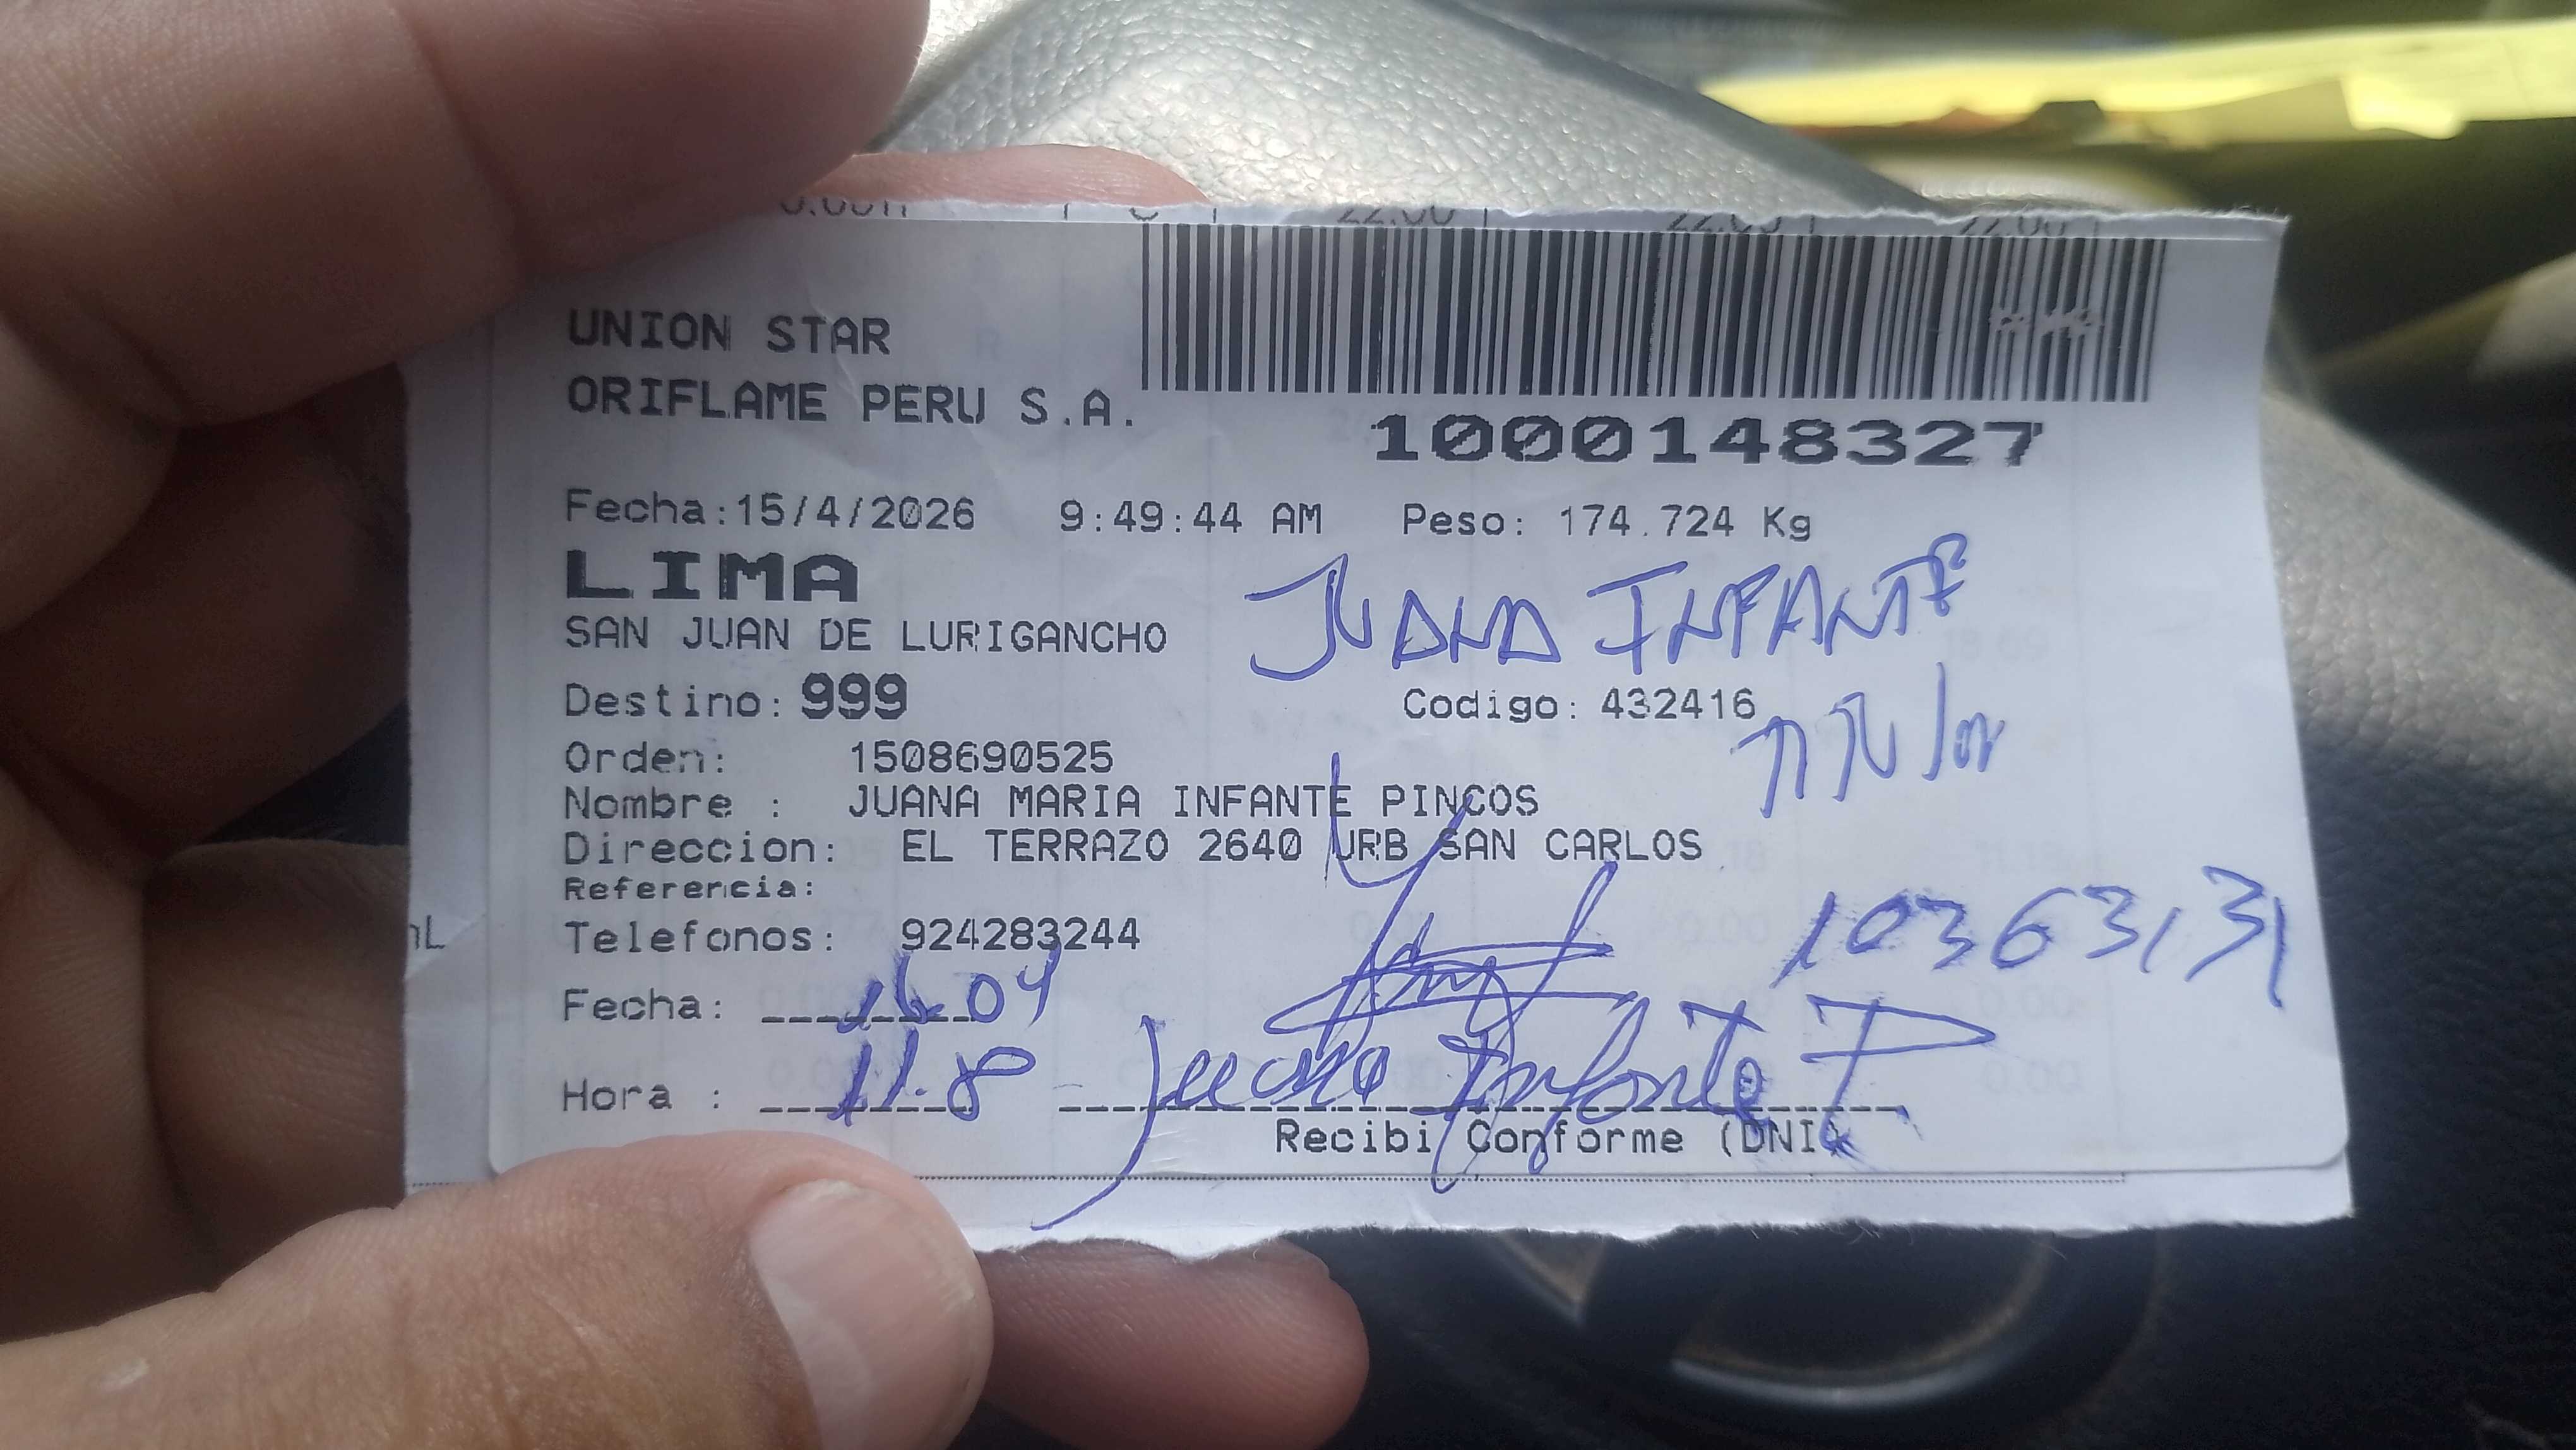 UNION STAR
ORIFLAME PERU S.A.
1000148327
Fecha:15/4/2026 9:49:44 AM Peso: 174.724 Kg
LIMA
JUANA INFANTE
SAN JUAN DE LURIGANCHO
Destino: 999 Codigo: 432416
Orden: 1508690525
Nombre : JUANA MARIA INFANTE PINCOS
Direccion: EL TERRAZO 2640 URB SAN CARLOS
Referencia:
Telefonos: 924283244
10363131
Fecha: 16 04
Hora : 11.8 Juana Infante P
Recibi Conforme (DNI)